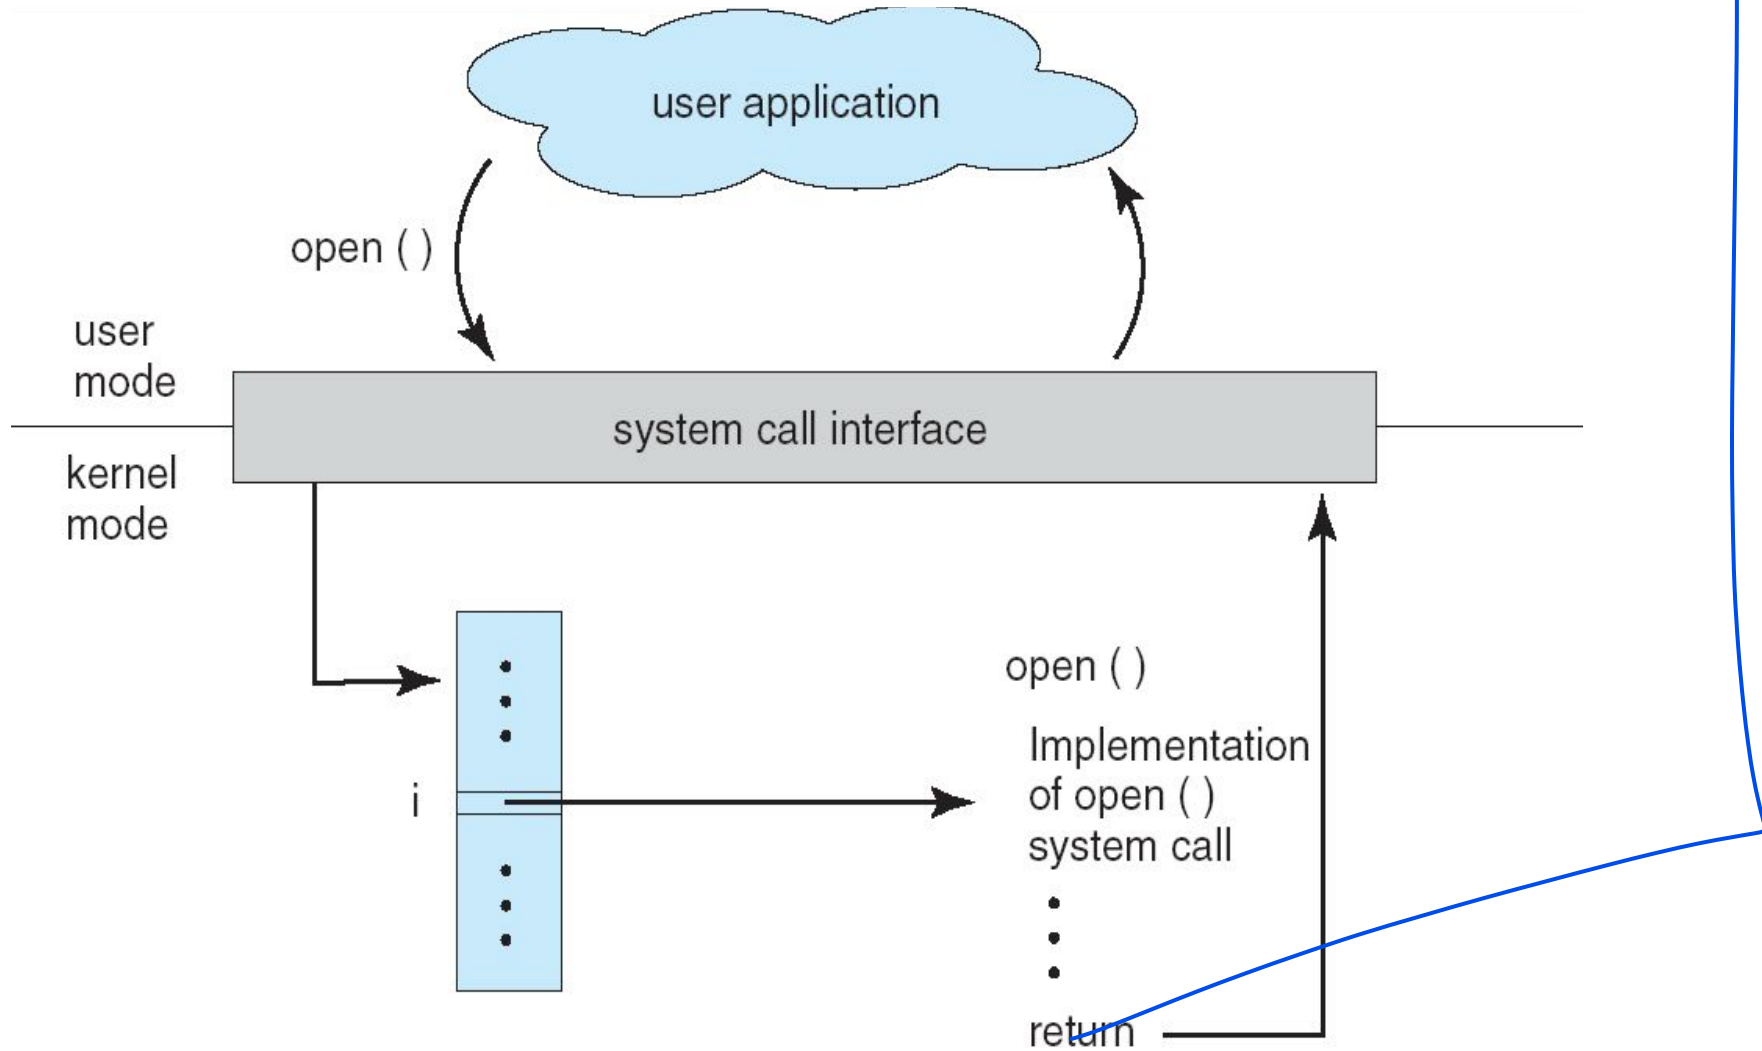 user application
open ( )
user
mode
system call interface
kernel
mode
open ( )
Implementation
of open ( )
system call
i
return